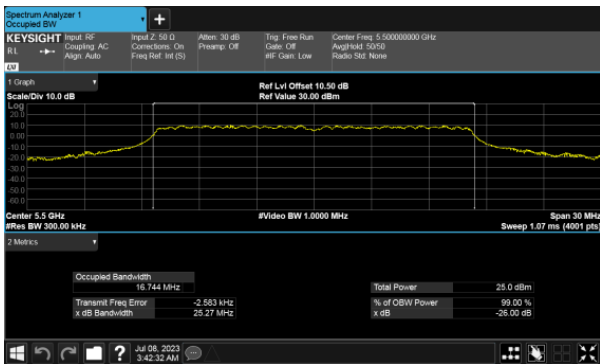 Spectrum Analyzer 1
Occupied BW
KEYSIGHT
R L
LXI
Input: RF
Coupling: AC
Align: Auto
Input Z: 50 Ω
Corrections: On
Freq Ref: Int (S)
Atten: 30 dB
Preamp: Off
Trig: Free Run
Gate: Off
#IF Gain: Low
Center Freq: 5.500000000 GHz
Avg|Hold: 50/50
Radio Std: None
1 Graph
Scale/Div 10.0 dB
Ref Lvl Offset 10.50 dB
Ref Value 30.00 dBm
Log
20.0
10.0
0.00
-10.0
-20.0
-30.0
-40.0
-50.0
-60.0
Center 5.5 GHz
#Video BW 1.0000 MHz
Span 30 MHz
#Res BW 300.00 kHz
Sweep 1.07 ms (4001 pts)
2 Metrics
Occupied Bandwidth
16.744 MHz
Total Power 25.0 dBm
Transmit Freq Error -2.583 kHz
% of OBW Power 99.00 %
x dB Bandwidth 25.27 MHz
x dB -26.00 dB
?
Jul 08, 2023
3:42:32 AM